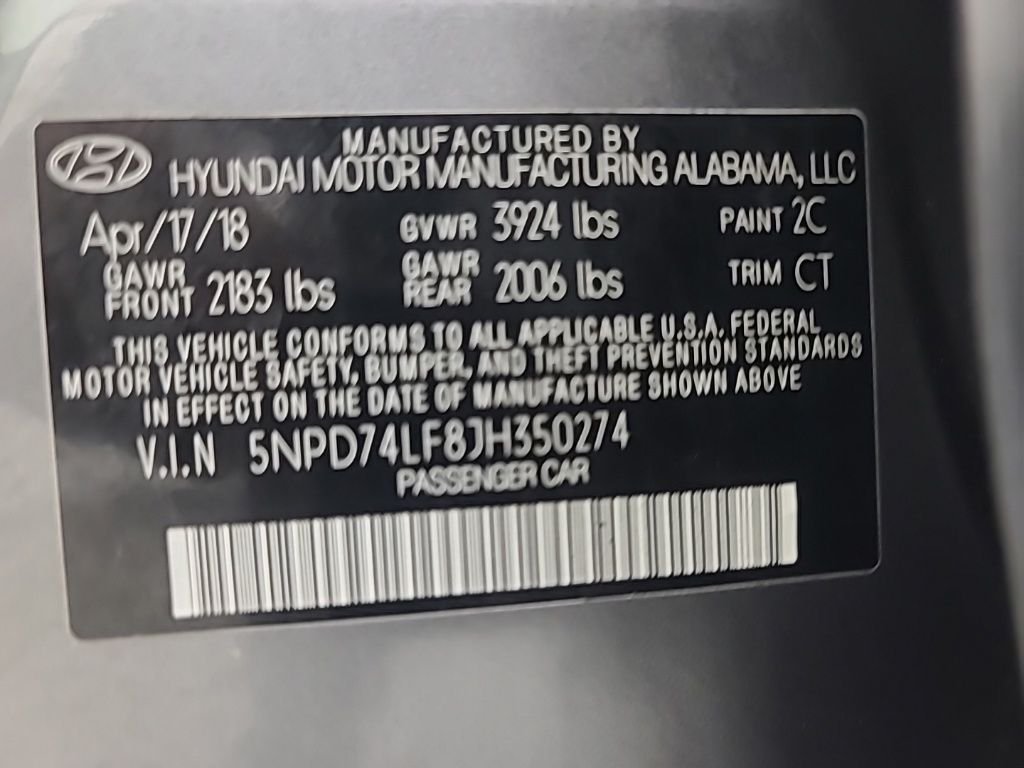 MANUFACTURED BY
HYUNDAI MOTOR MANUFACTURING ALABAMA, LLC
Apr/17/18 GVWR 3924 lbs PAINT 2C
GAWR FRONT 2183 lbs GAWR REAR 2006 lbs TRIM CT
THIS VEHICLE CONFORMS TO ALL APPLICABLE U.S.A. FEDERAL
MOTOR VEHICLE SAFETY, BUMPER, AND THEFT PREVENTION STANDARDS
IN EFFECT ON THE DATE OF MANUFACTURE SHOWN ABOVE
V.I.N 5NPD74LF8JH350274
PASSENGER CAR